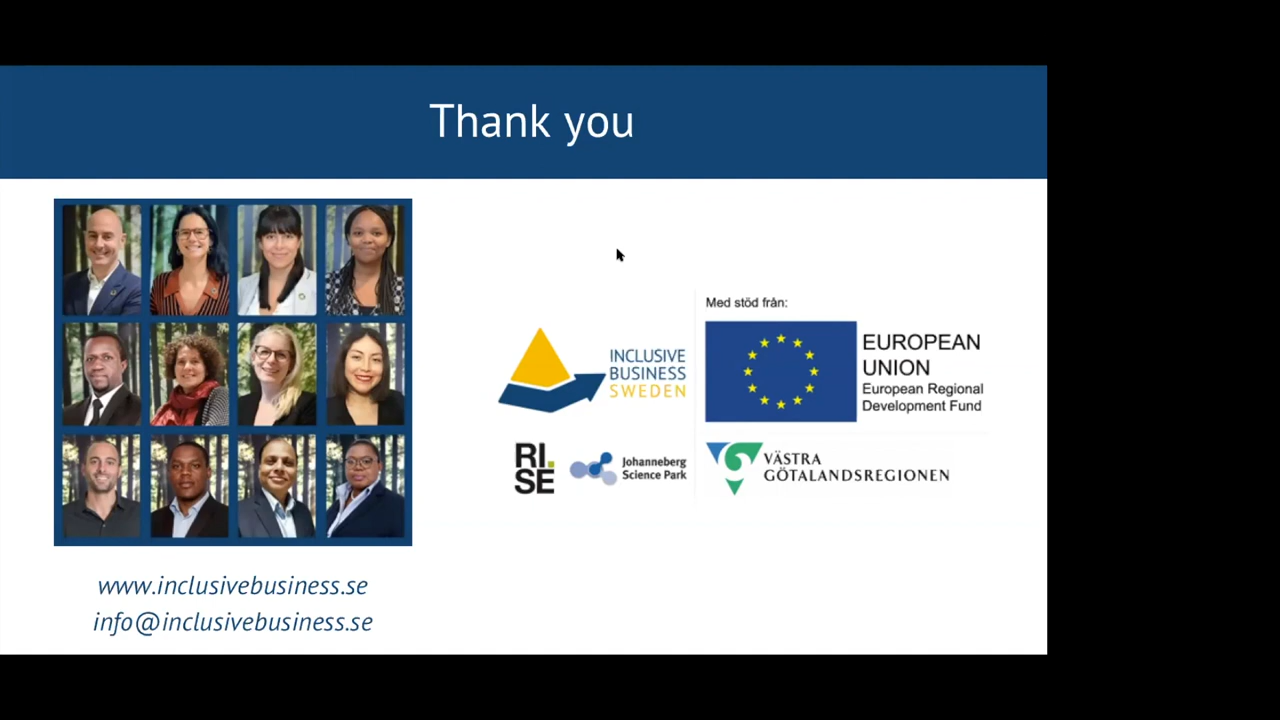 Thank you
www.inclusivebusiness.se
info@inclusivebusiness.se
INCLUSIVE
BUSINESS
SWEDEN
RI.
SE
Johanneberg
Science Park
Med stöd från:
EUROPEAN
UNION
European Regional
Development Fund
VÄSTRA
GÖTALANDSREGIONEN